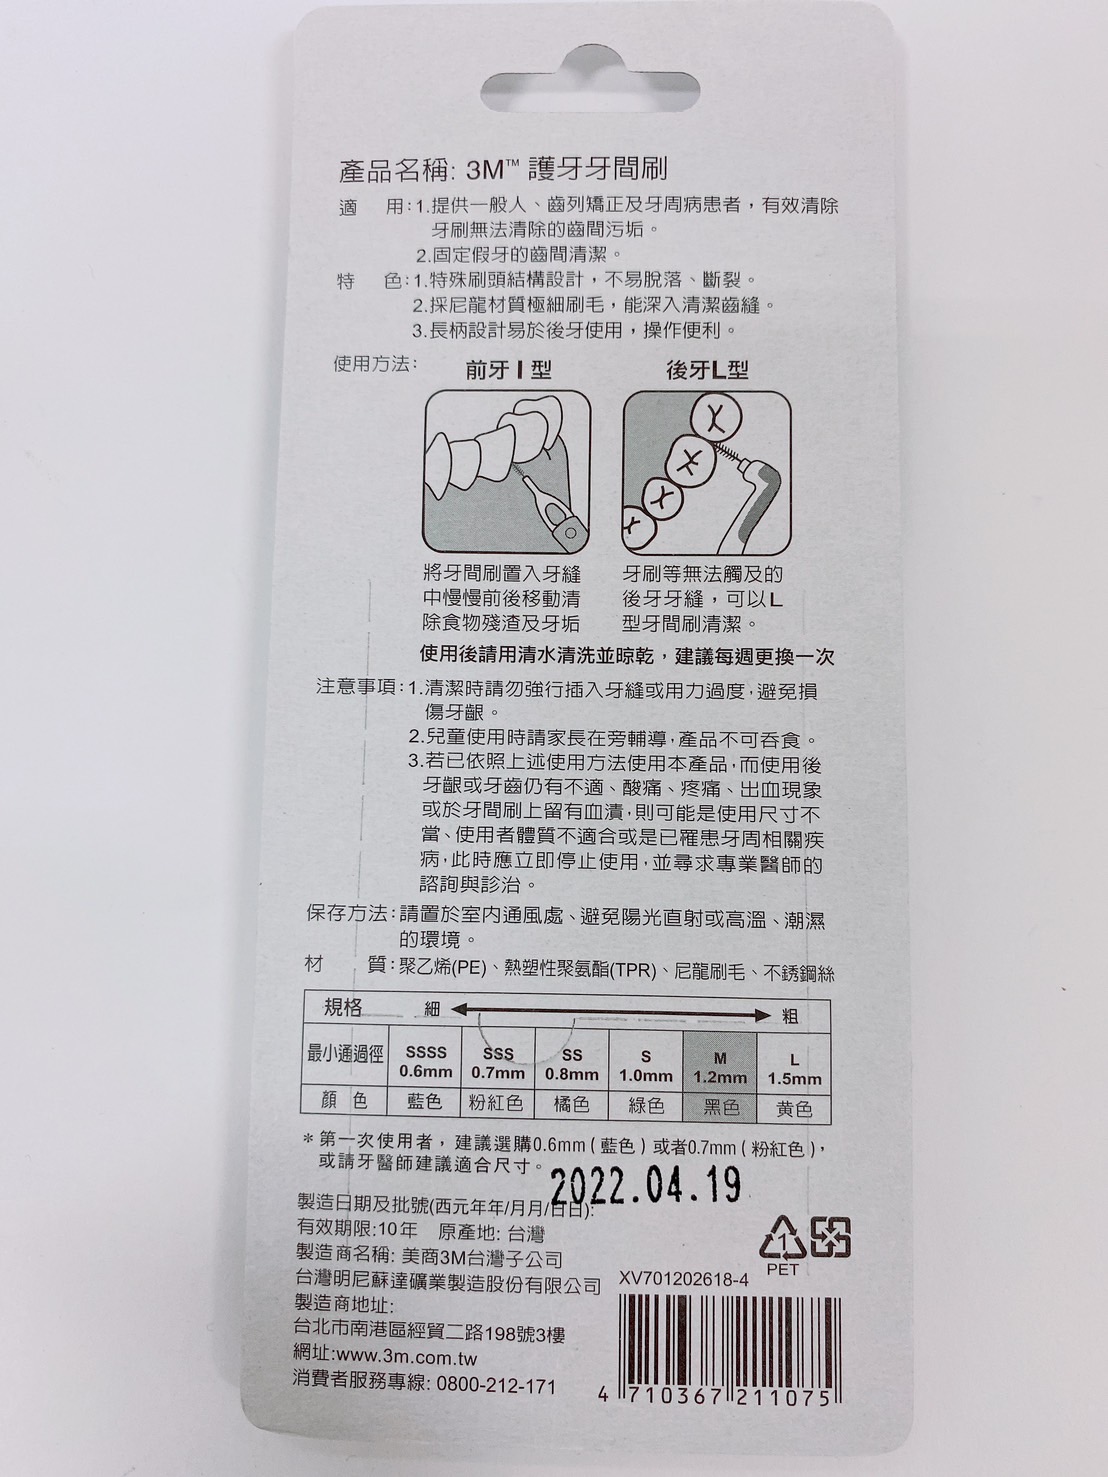 產品名稱: 3M™ 護牙牙間刷
適 用:1.提供一般人、齒列矯正及牙周病患者，有效清除
牙刷無法清除的齒間污垢。
2.固定假牙的齒間清潔。
特 色:1.特殊刷頭結構設計，不易脫落、斷裂。
2.採尼龍材質極細刷毛，能深入清潔齒縫。
3.長柄設計易於後牙使用，操作便利。
使用方法:
前牙I型
後牙L型
將牙間刷置入牙縫
中慢慢前後移動清
除食物殘渣及牙垢
牙刷等無法觸及的
後牙牙縫，可以L
型牙間刷清潔。
使用後請用清水清洗並晾乾，建議每週更換一次
注意事項:1.清潔時請勿強行插入牙縫或用力過度,避免損
傷牙齦。
2.兒童使用時請家長在旁輔導,產品不可吞食。
3.若已依照上述使用方法使用本產品,而使用後
牙齦或牙齒仍有不適、酸痛、疼痛、出血現象
或於牙間刷上留有血漬,則可能是使用尺寸不
當、使用者體質不適合或是已罹患牙周相關疾
病,此時應立即停止使用,並尋求專業醫師的
諮詢與診治。
保存方法:請置於室內通風處、避免陽光直射或高溫、潮濕
的環境。
材 質:聚乙烯(PE)、熱塑性聚氨酯(TPR)、尼龍刷毛、不銹鋼絲
規格 細 粗
最小通過徑 SSSS 0.6mm SSS 0.7mm SS 0.8mm S 1.0mm M 1.2mm L 1.5mm
顏 色 藍色 粉紅色 橘色 綠色 黑色 黃色
*第一次使用者，建議選購0.6mm(藍色)或者0.7mm(粉紅色)，
或請牙醫師建議適合尺寸。
2022.04.19
製造日期及批號(西元年年/月月/日日):
有效期限:10年 原產地: 台灣
製造商名稱: 美商3M台灣子公司
台灣明尼蘇達礦業製造股份有限公司
製造商地址:
台北市南港區經貿二路198號3樓
網址:www.3m.com.tw
消費者服務專線: 0800-212-171
1
PET
XV701202618-4
4 710367 211075